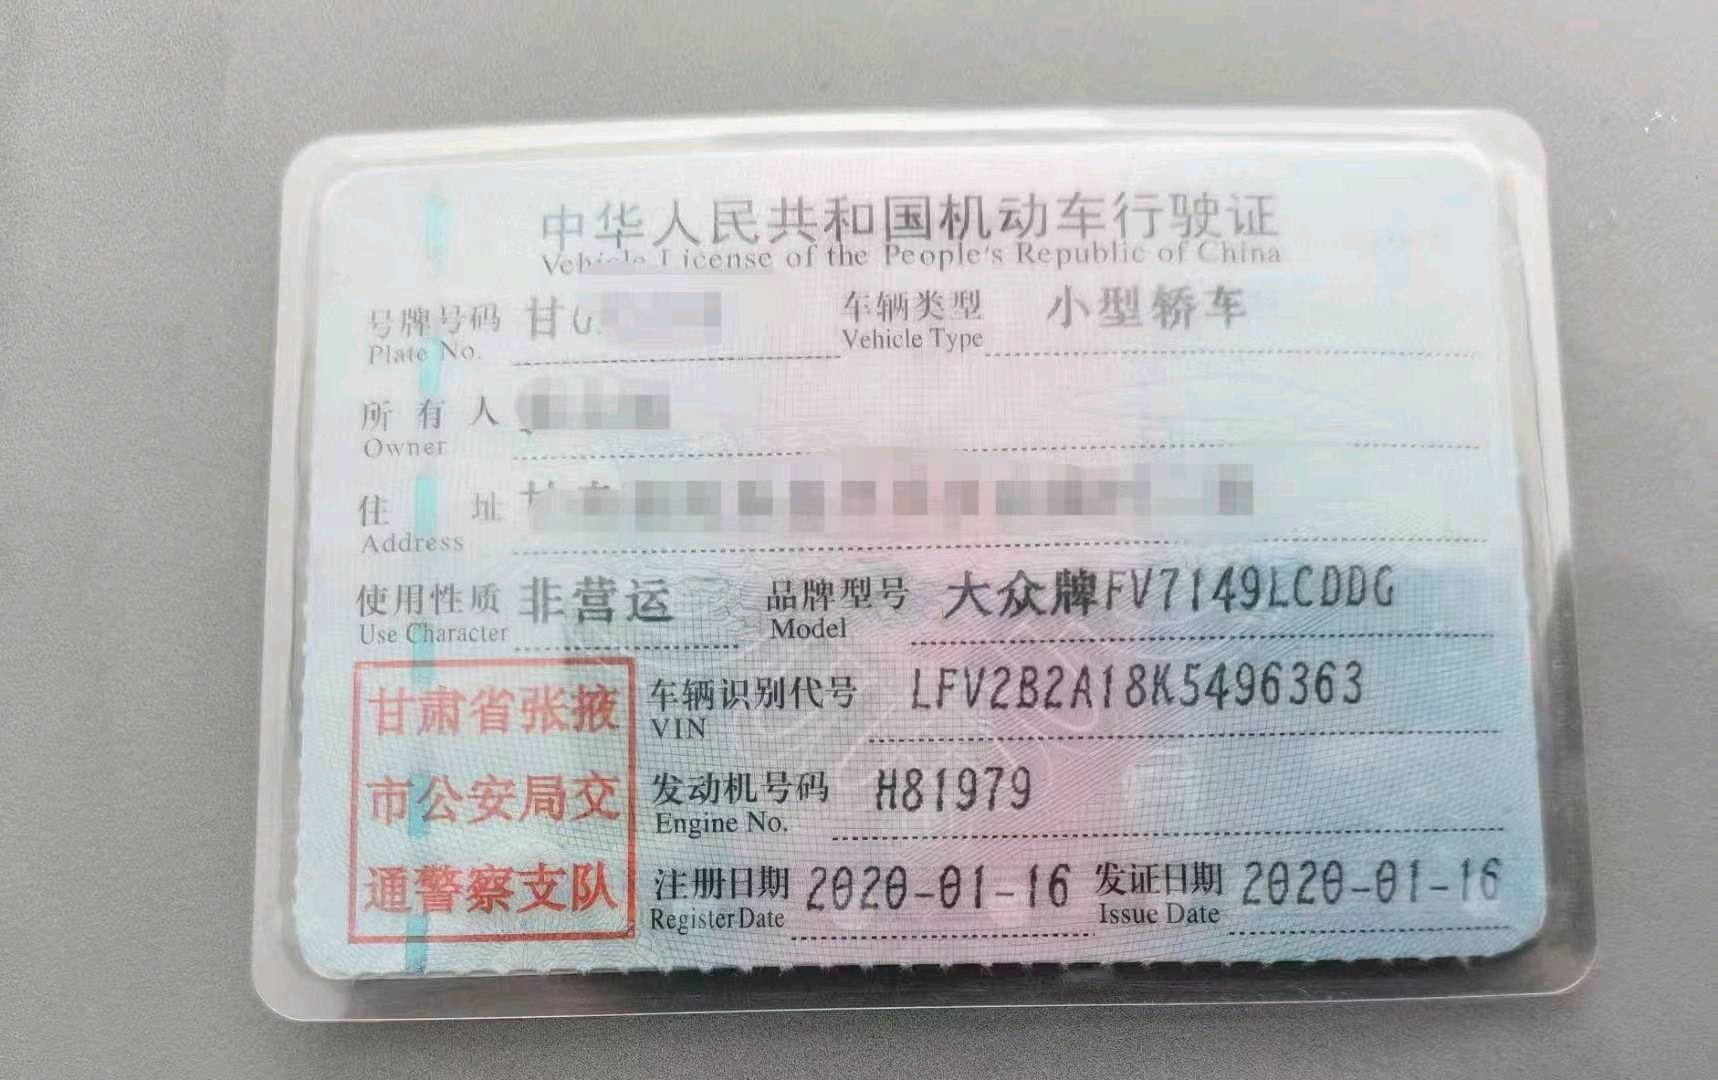 中华人民共和国机动车行驶证
Vehicle License of the People's Republic of China
号牌号码 甘 车辆类型 小型轿车
Plate No. Vehicle Type
所有人
Owner
住址
Address
使用性质 非营运 品牌型号 大众牌FV7149LCDDG
Use Character Model
甘肃省张掖 车辆识别代号 LFV2B2A18K5496363
VIN
市公安局交 发动机号码 H81979
Engine No.
通警察支队 注册日期 2020-01-16 发证日期 2020-01-16
Register Date Issue Date